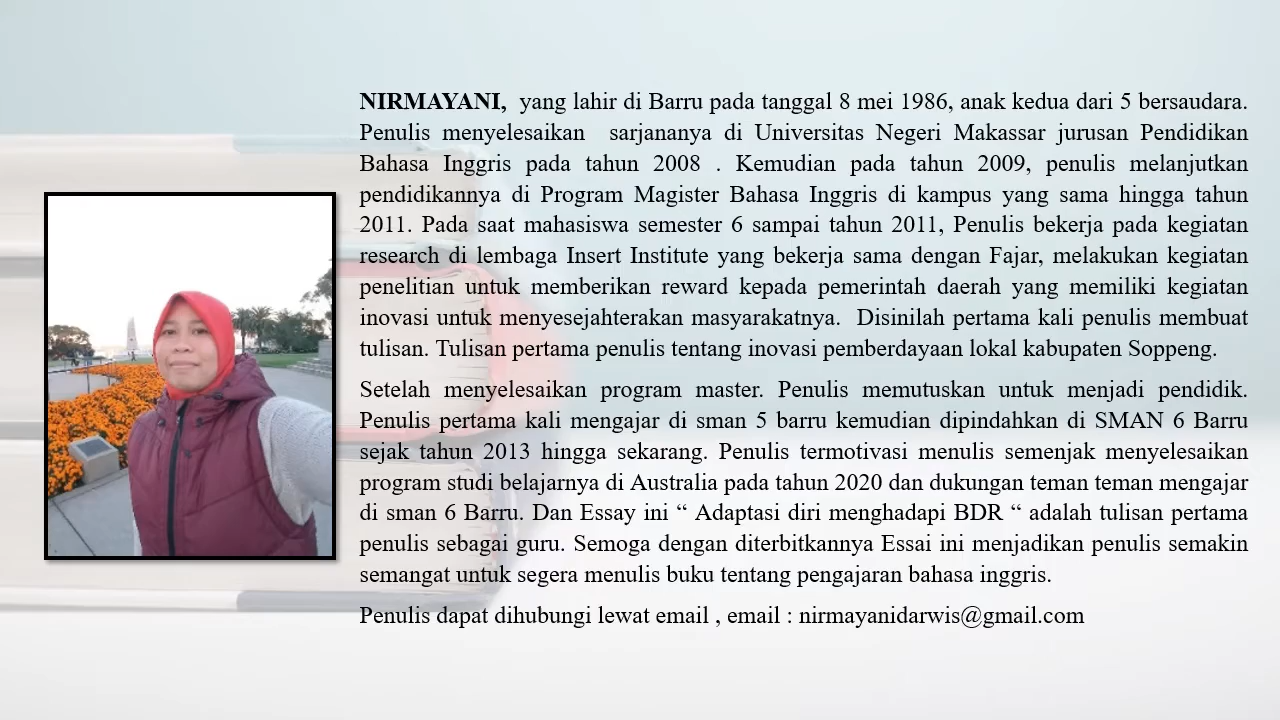 NIRMAYANI, yang lahir di Barru pada tanggal 8 mei 1986, anak kedua dari 5 bersaudara.
Penulis menyelesaikan sarjananya di Universitas Negeri Makassar jurusan Pendidikan
Bahasa Inggris pada tahun 2008 . Kemudian pada tahun 2009, penulis melanjutkan
pendidikannya di Program Magister Bahasa Inggris di kampus yang sama hingga tahun
2011. Pada saat mahasiswa semester 6 sampai tahun 2011, Penulis bekerja pada kegiatan
research di lembaga Insert Institute yang bekerja sama dengan Fajar, melakukan kegiatan
penelitian untuk memberikan reward kepada pemerintah daerah yang memiliki kegiatan
inovasi untuk menyesejahterakan masyarakatnya. Disinilah pertama kali penulis membuat
tulisan. Tulisan pertama penulis tentang inovasi pemberdayaan lokal kabupaten Soppeng.
Setelah menyelesaikan program master. Penulis memutuskan untuk menjadi pendidik.
Penulis pertama kali mengajar di sman 5 barru kemudian dipindahkan di SMAN 6 Barru
sejak tahun 2013 hingga sekarang. Penulis termotivasi menulis semenjak menyelesaikan
program studi belajarnya di Australia pada tahun 2020 dan dukungan teman teman mengajar
di sman 6 Barru. Dan Essay ini “ Adaptasi diri menghadapi BDR “ adalah tulisan pertama
penulis sebagai guru. Semoga dengan diterbitkannya Essai ini menjadikan penulis semakin
semangat untuk segera menulis buku tentang pengajaran bahasa inggris.
Penulis dapat dihubungi lewat email , email : nirmayanidarwis@gmail.com